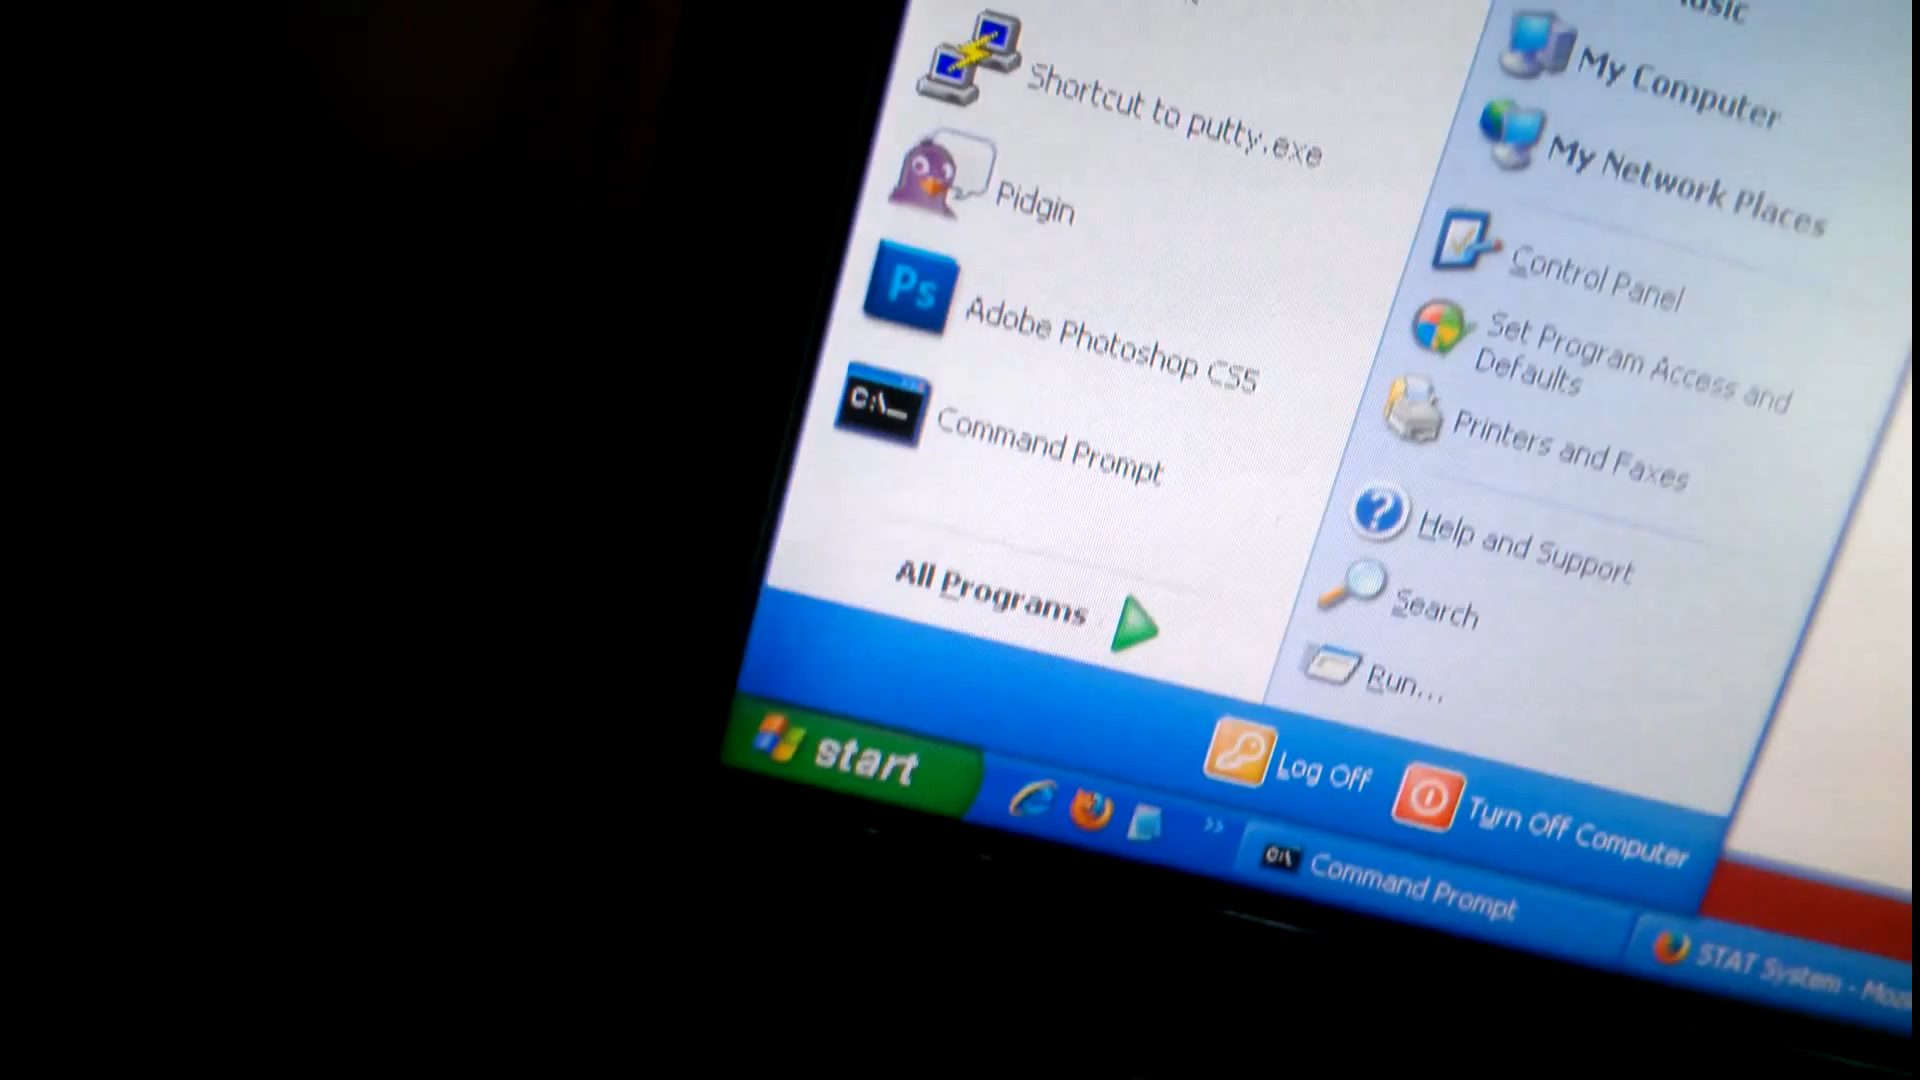 Shortcut to putty.exe
Pidgin
Ps
Adobe Photoshop CS5
C:\_
Command Prompt
All Programs
My Computer
My Network Places
Control Panel
Set Program Access and
Defaults
Printers and Faxes
Help and Support
Search
Run...
Log Off
Turn Off Computer
start
C:\
Command Prompt
STAT System -